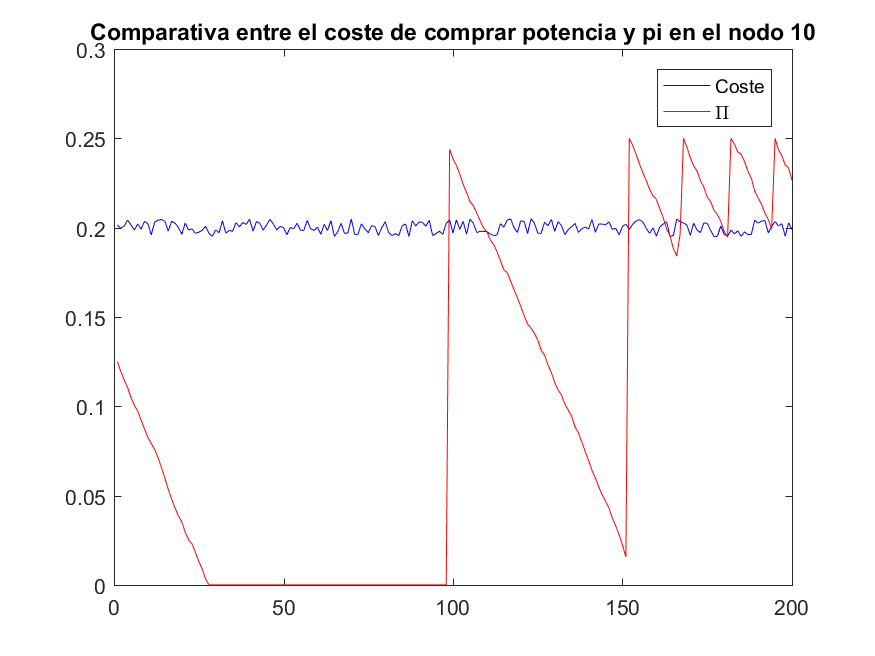 Comparativa entre el coste de comprar potencia y pi en el nodo 10
0.3
0.25
0.2
0.15
0.1
0.05
0
0 50 100 150 200
Coste
Π